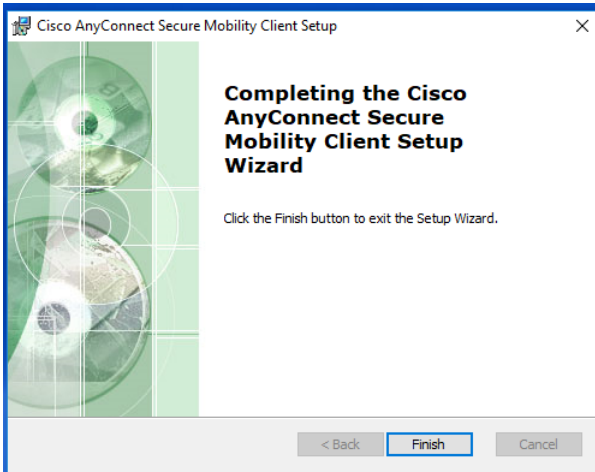 Cisco AnyConnect Secure Mobility Client Setup
Completing the Cisco
AnyConnect Secure
Mobility Client Setup
Wizard
Click the Finish button to exit the Setup Wizard.
< Back Finish Cancel